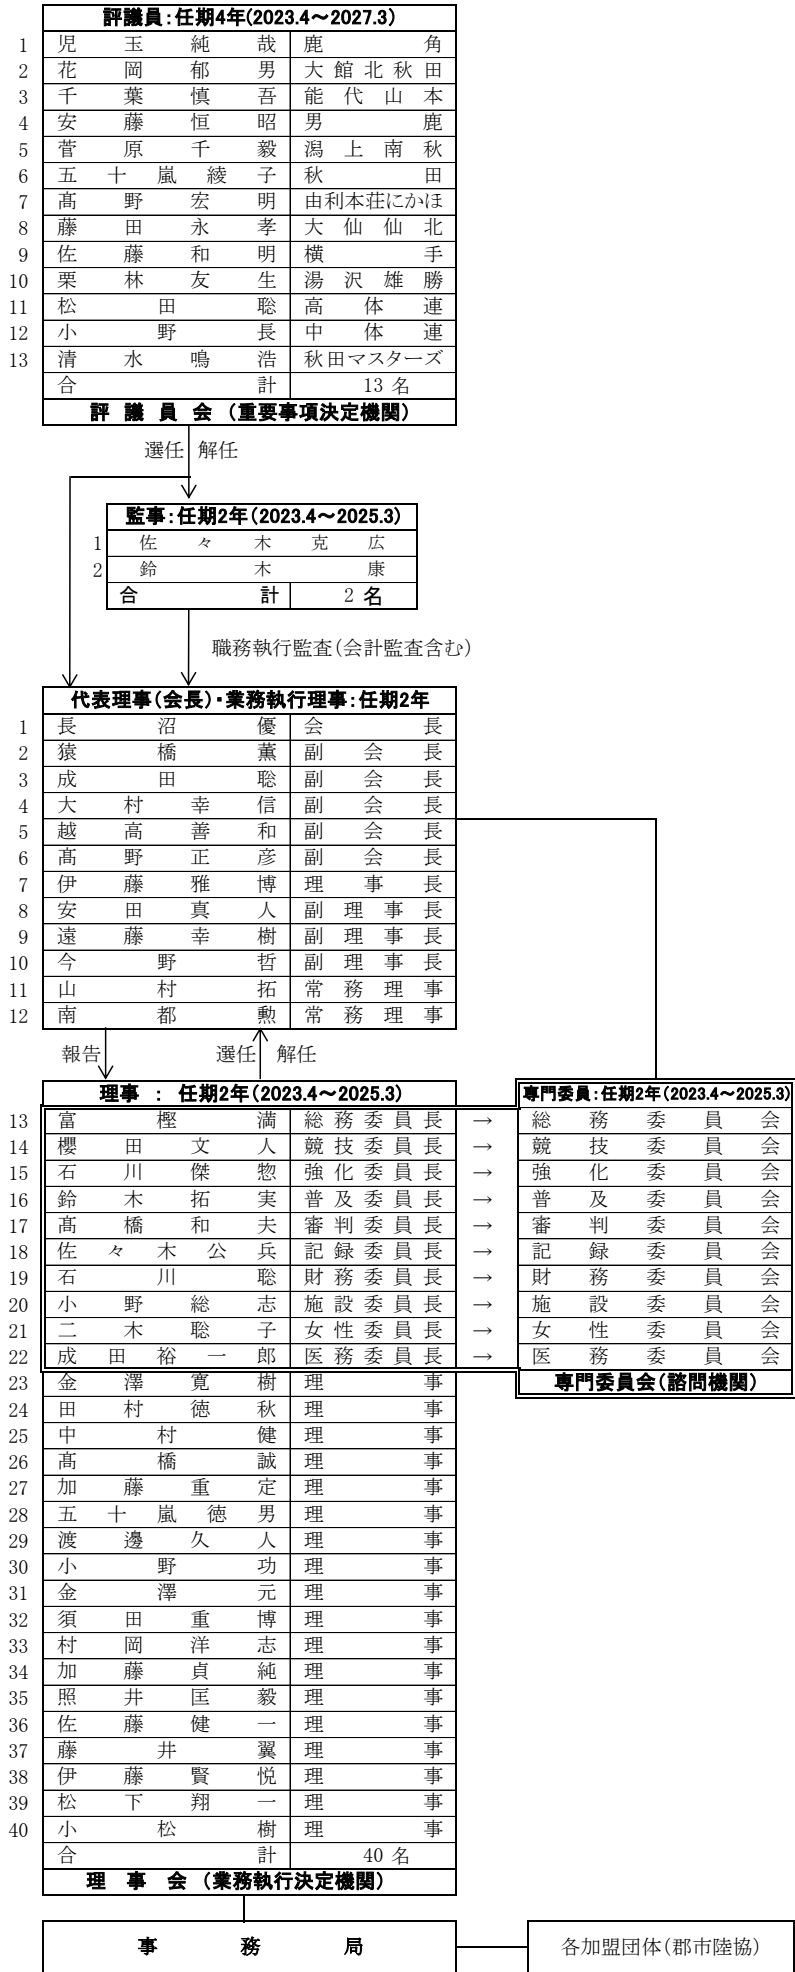 評議員：任期4年(2023.4～2027.3)
1 児玉純哉 鹿角
2 花岡郁男 大館北秋田
3 千葉慎吾 能代山本
4 安藤恒昭 男鹿
5 菅原千毅 潟上南秋
6 五十嵐綾子 秋田
7 髙野宏明 由利本荘にかほ
8 藤田永孝 大仙仙北
9 佐藤和明 横手
10 栗林友生 湯沢雄勝
11 松田聡 高体連
12 小野長 中体連
13 清水鳴浩 秋田マスターズ
合計 13 名
評議員会（重要事項決定機関）
選任 解任
監事：任期2年(2023.4～2025.3)
1 佐々木克広
2 鈴木康
合計 2 名
職務執行監査（会計監査含む）
代表理事（会長）・業務執行理事：任期2年
1 長沼優 会長
2 猿橋薫 副会長
3 成田聡 副会長
4 大村幸信 副会長
5 越高善和 副会長
6 髙野正彦 副会長
7 伊藤雅博 理事長
8 安田真人 副理事長
9 遠藤幸樹 副理事長
10 今野哲 副理事長
11 山村拓 常務理事
12 南都勲 常務理事
報告 選任 解任
理事 ： 任期2年(2023.4～2025.3) 専門委員：任期2年(2023.4～2025.3)
13 富樫満 総務委員長 → 総務委員会
14 櫻田文人 競技委員長 → 競技委員会
15 石川傑惣 強化委員長 → 強化委員会
16 鈴木拓実 普及委員長 → 普及委員会
17 髙橋和夫 審判委員長 → 審判委員会
18 佐々木公兵 記録委員長 → 記録委員会
19 石川聡 財務委員長 → 財務委員会
20 小野総志 施設委員長 → 施設委員会
21 二木聡子 女性委員長 → 女性委員会
22 成田裕一郎 医務委員長 → 医務委員会
23 金澤寛樹 理事 専門委員会（諮問機関）
24 田村徳秋 理事
25 中村健 理事
26 髙橋誠 理事
27 加藤重定 理事
28 五十嵐徳男 理事
29 渡邊久人 理事
30 小野功 理事
31 金澤元 理事
32 須田重博 理事
33 村岡洋志 理事
34 加藤貞純 理事
35 照井匡毅 理事
36 佐藤健一 理事
37 藤井翼 理事
38 伊藤賢悦 理事
39 松下翔一 理事
40 小松樹 理事
合計 40 名
理事会（業務執行決定機関）
事務局 各加盟団体（郡市陸協）